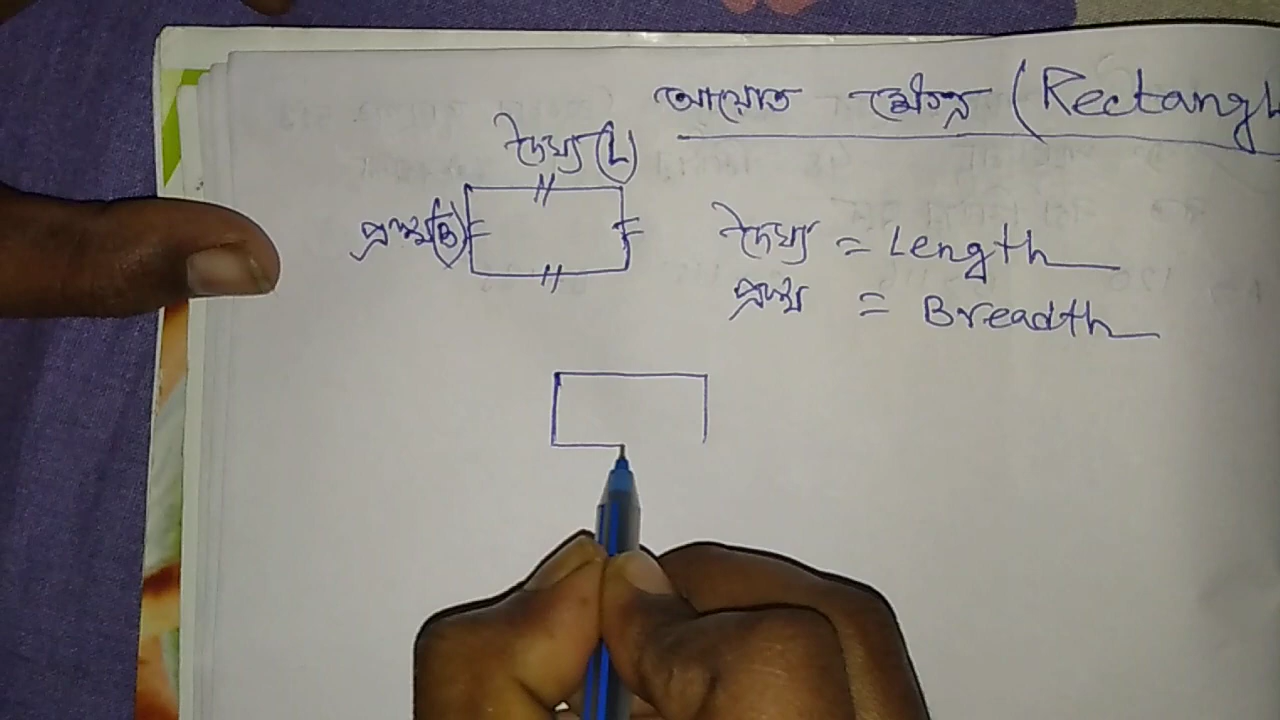 আয়োত ক্ষেত্র (Rectangl
দৈঘ্য (L)
প্রস্থ (B)
দৈঘ্য = Length
প্রস্থ = Breadth